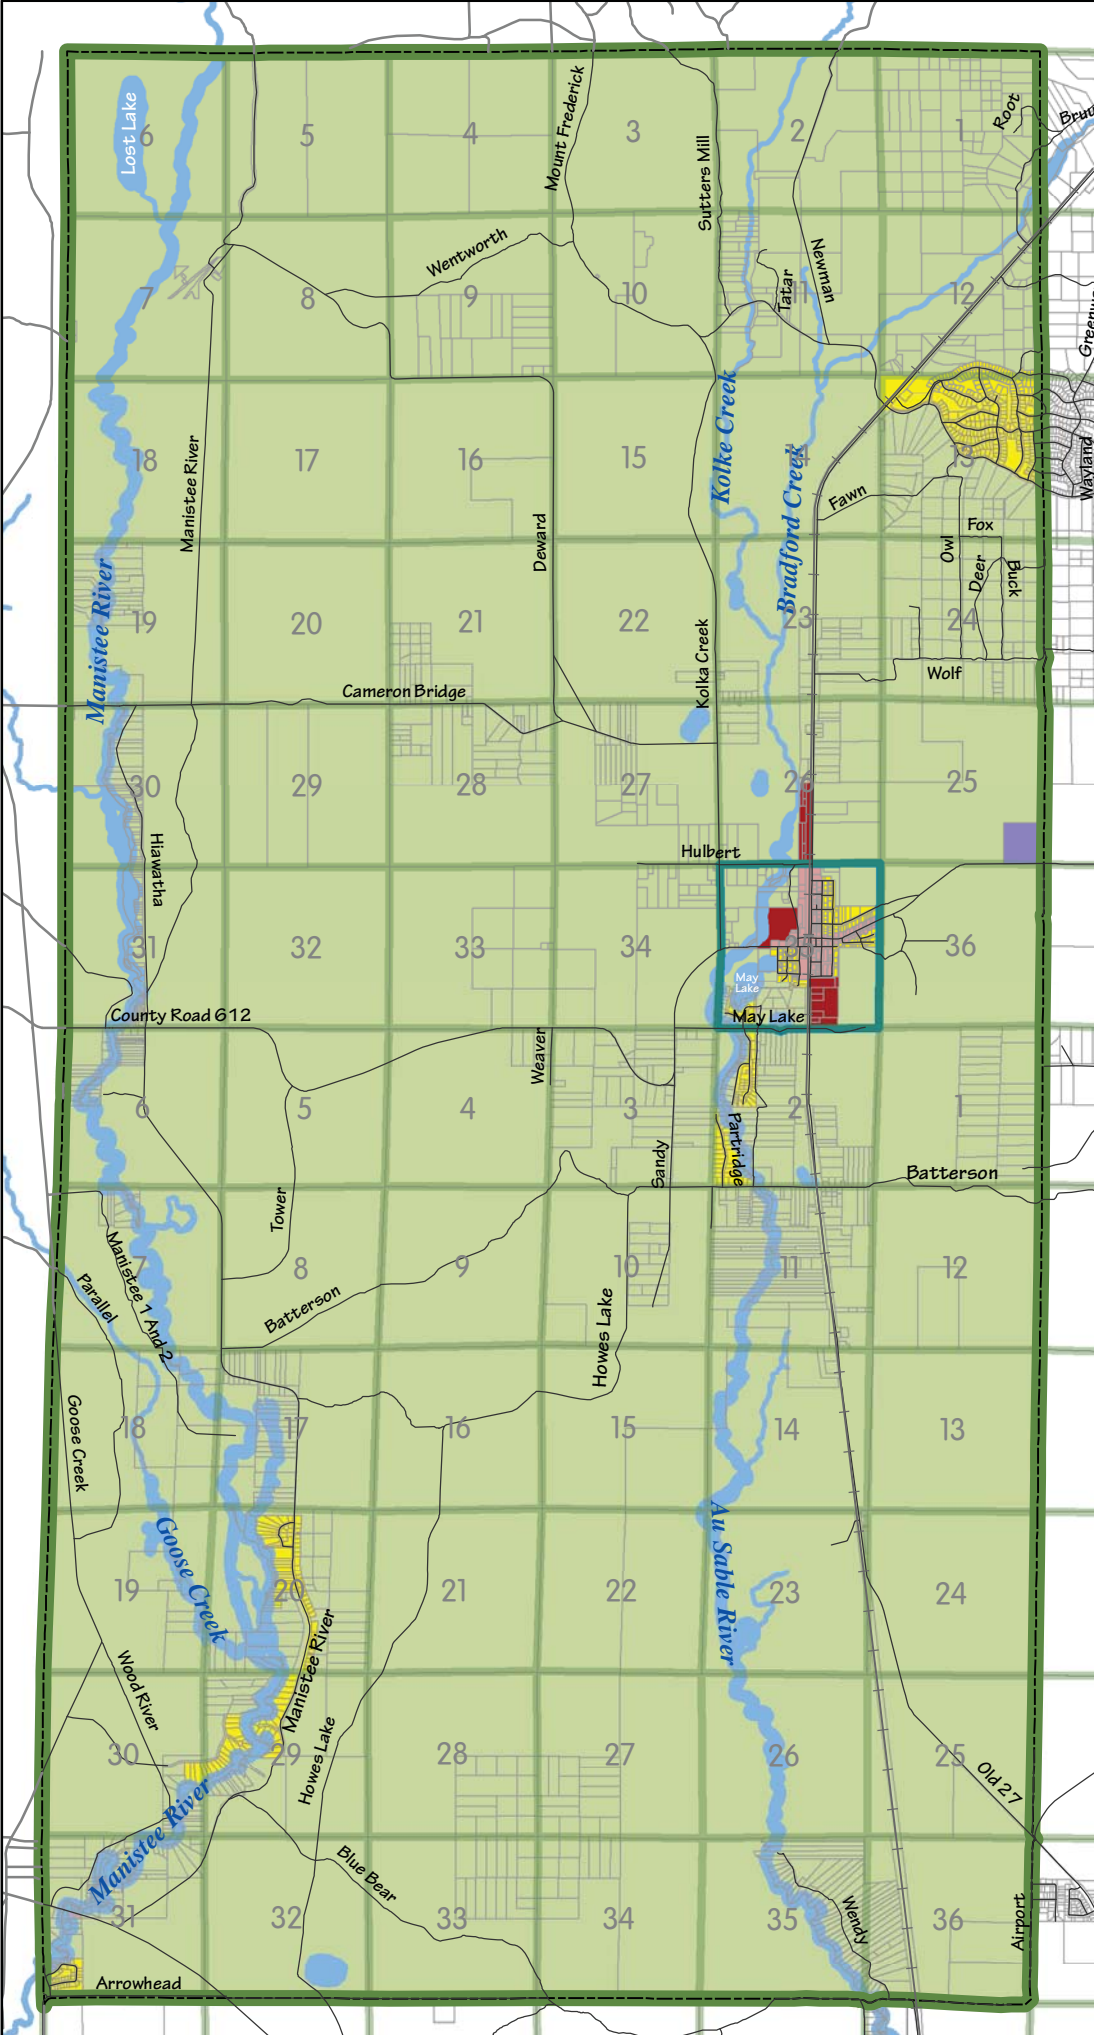 Lost Lake
6
5
4
Mount Frederick
3
Sutters Mill
2
1
Root
7
8
Wentworth
9
10
Tatar
Newman
11
12
Manistee River
18
17
16
15
Kolke Creek
Bradford Creek
14
13
Wayland
Fawn
Fox
Owl
Deer
Buck
Deward
Manistee River
19
20
21
22
Kolka Creek
23
24
Wolf
Cameron Bridge
30
29
28
27
26
25
Hiawatha
Hulbert
31
32
33
34
35
36
May
Lake
County Road 612
May Lake
Weaver
6
5
4
3
2
1
Partridge
Sandy
Batterson
Tower
Manistee 1 And 2
Parallel
7
8
9
10
11
12
Batterson
Howes Lake
Goose Creek
18
17
16
15
14
13
Goose Creek
Au Sable River
19
20
21
22
23
24
Manistee River
Wood River
Howes Lake
30
29
28
27
26
25
Old 27
Manistee River
Blue Bear
31
32
33
34
35
36
Wendy
Airport
Arrowhead